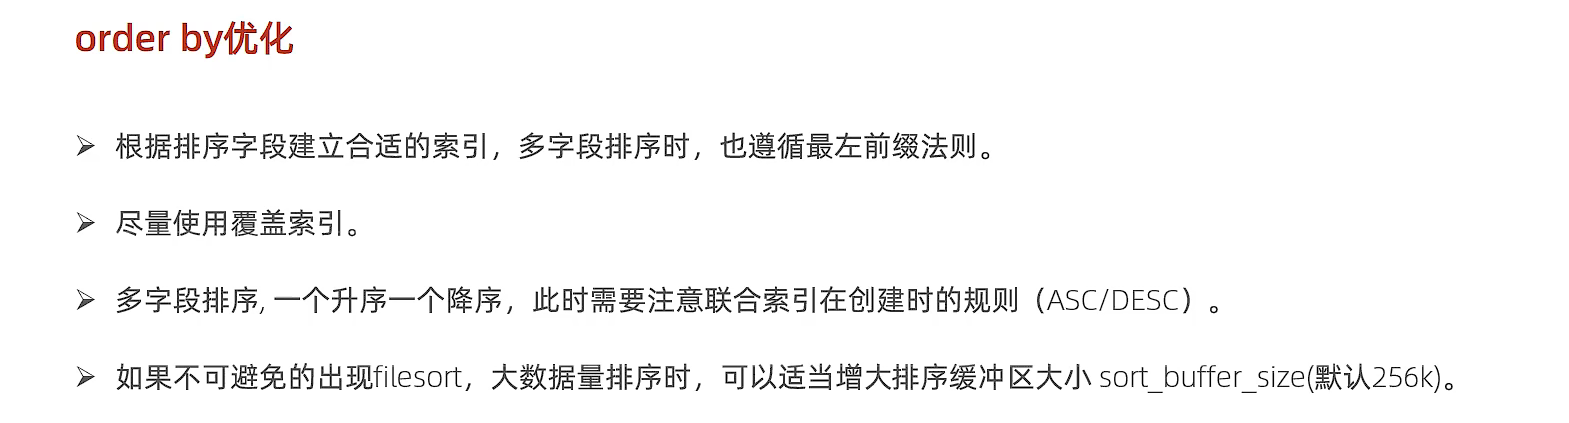 order by优化
➢ 根据排序字段建立合适的索引，多字段排序时，也遵循最左前缀法则。
➢ 尽量使用覆盖索引。
➢ 多字段排序, 一个升序一个降序，此时需要注意联合索引在创建时的规则（ASC/DESC）。
➢ 如果不可避免的出现filesort，大数据量排序时，可以适当增大排序缓冲区大小 sort_buffer_size(默认256k)。